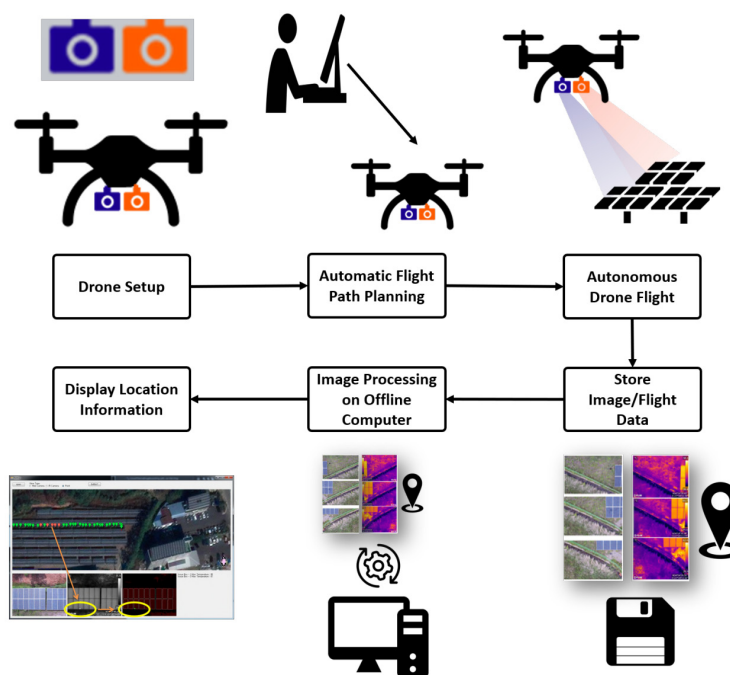 Drone Setup
Automatic Flight
Path Planning
Autonomous
Drone Flight
Display Location
Information
Image Processing
on Offline
Computer
Store
Image/Flight
Data